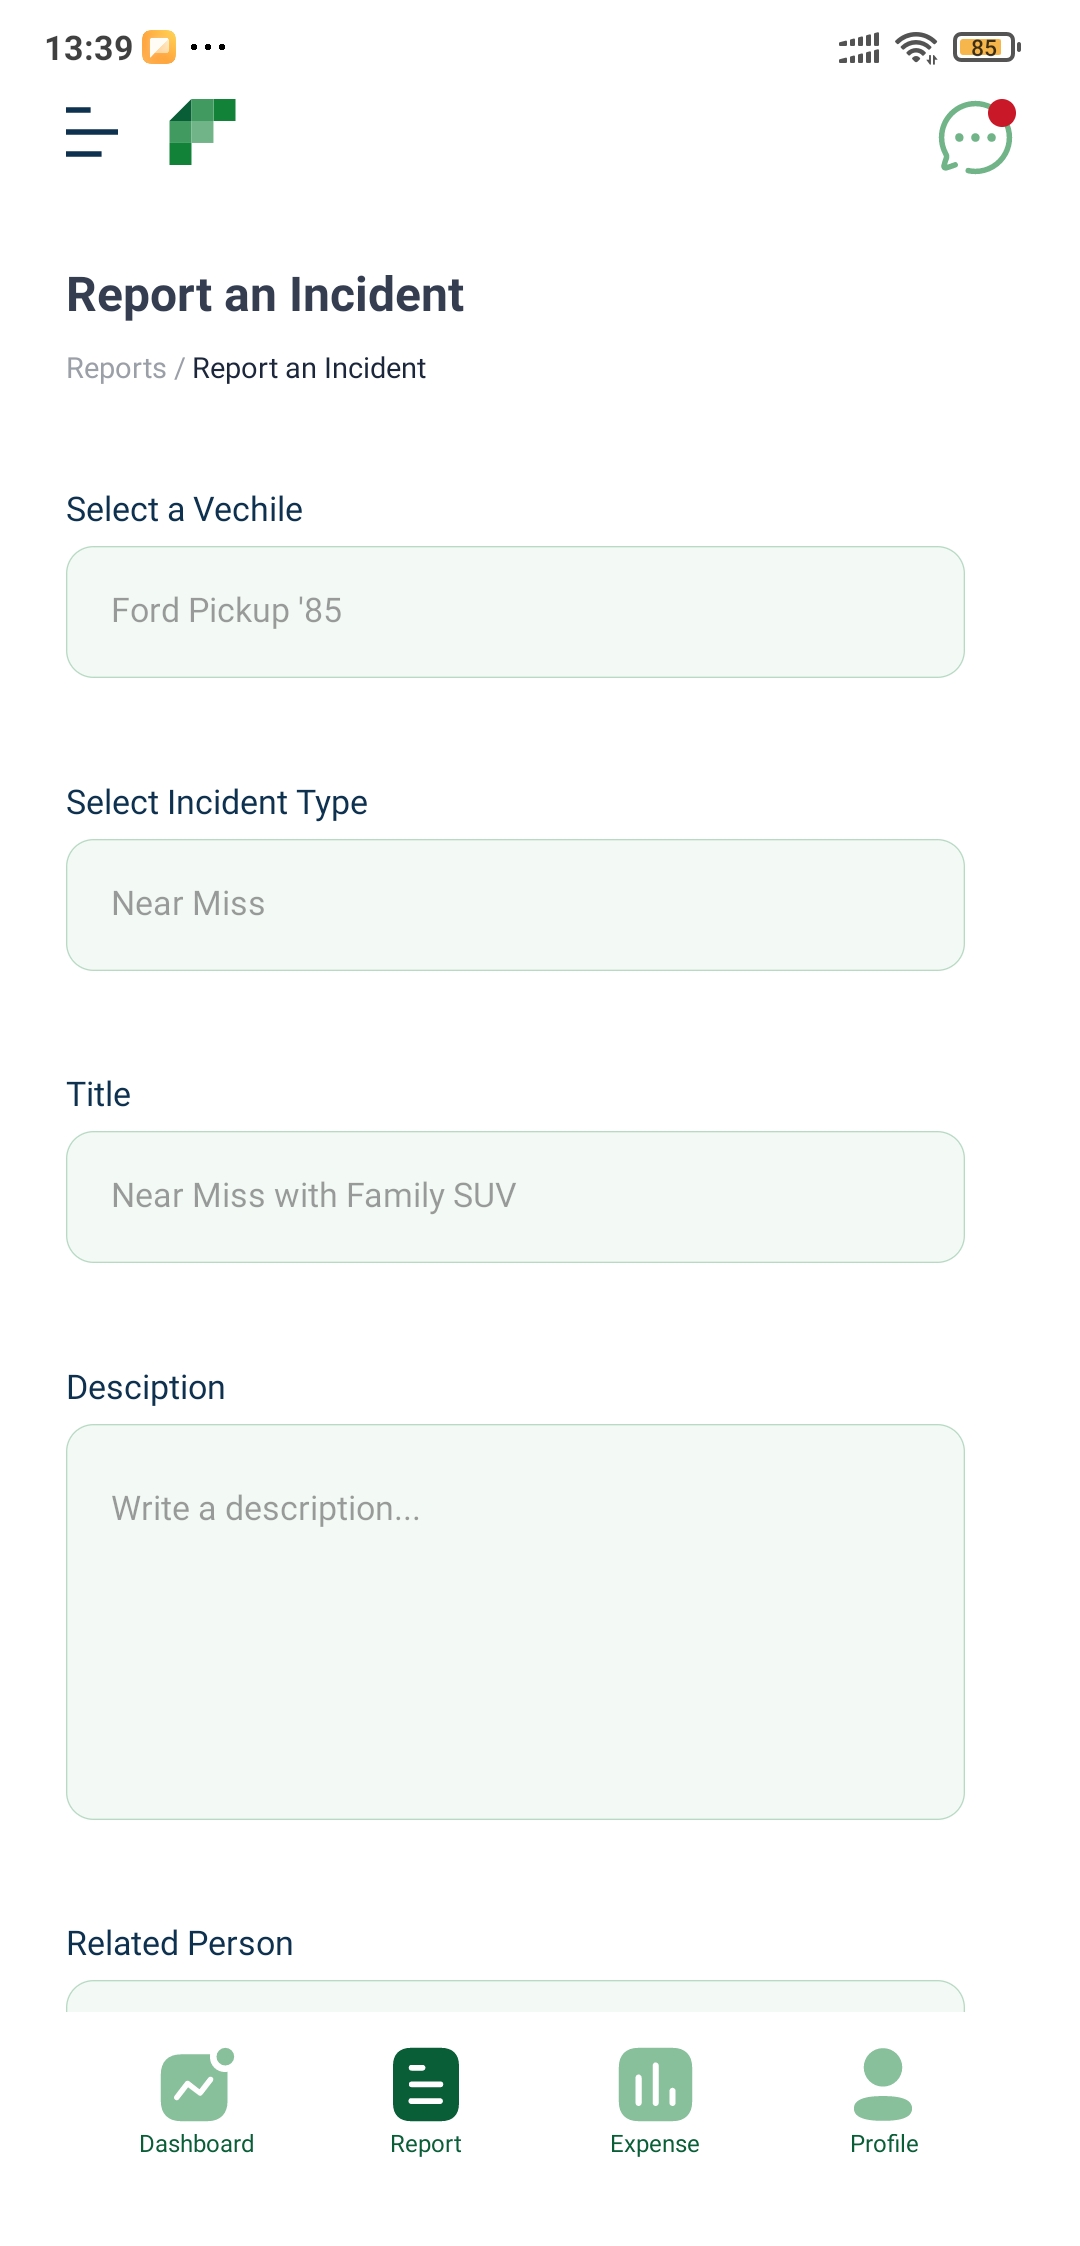 13:39
85
Report an Incident
Reports / Report an Incident
Select a Vechile
Ford Pickup '85
Select Incident Type
Near Miss
Title
Near Miss with Family SUV
Desciption
Write a description...
Related Person
Dashboard
Report
Expense
Profile